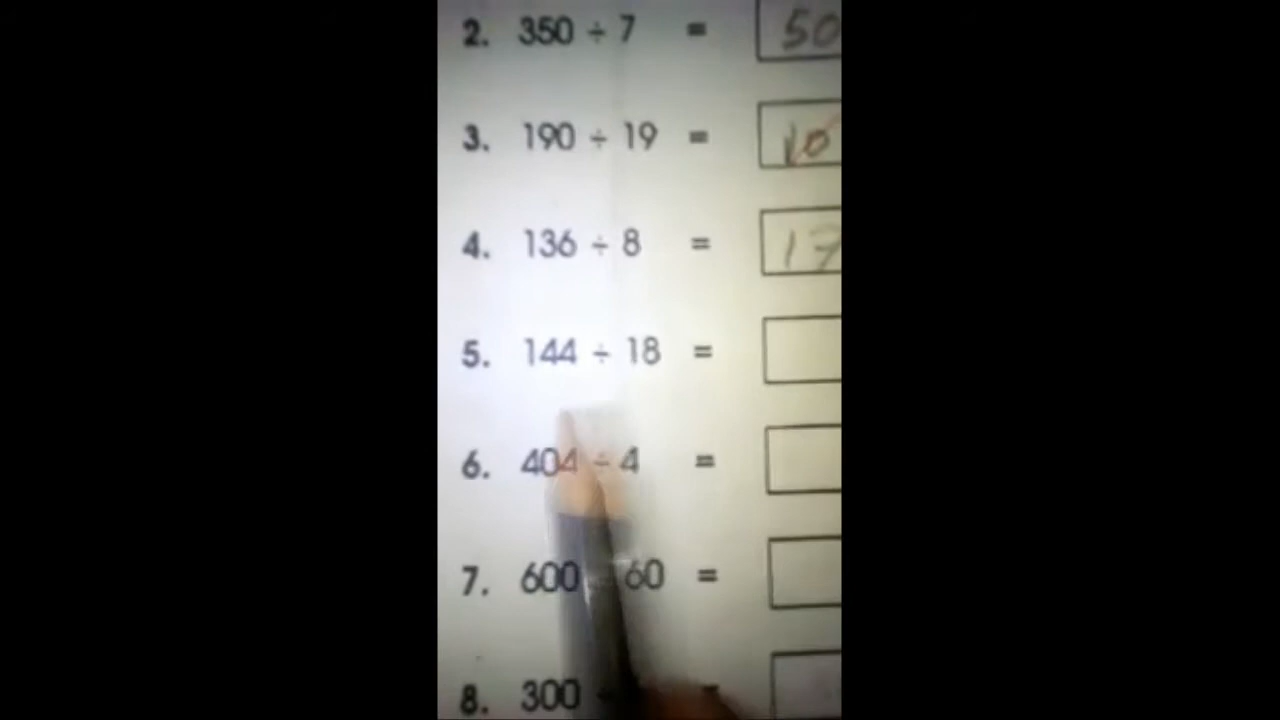 2. 350 ÷ 7 = 50
3. 190 ÷ 19 = 10
4. 136 ÷ 8 = 17
5. 144 ÷ 18 =
6. 404 ÷ 4 =
7. 600 60 =
8. 300